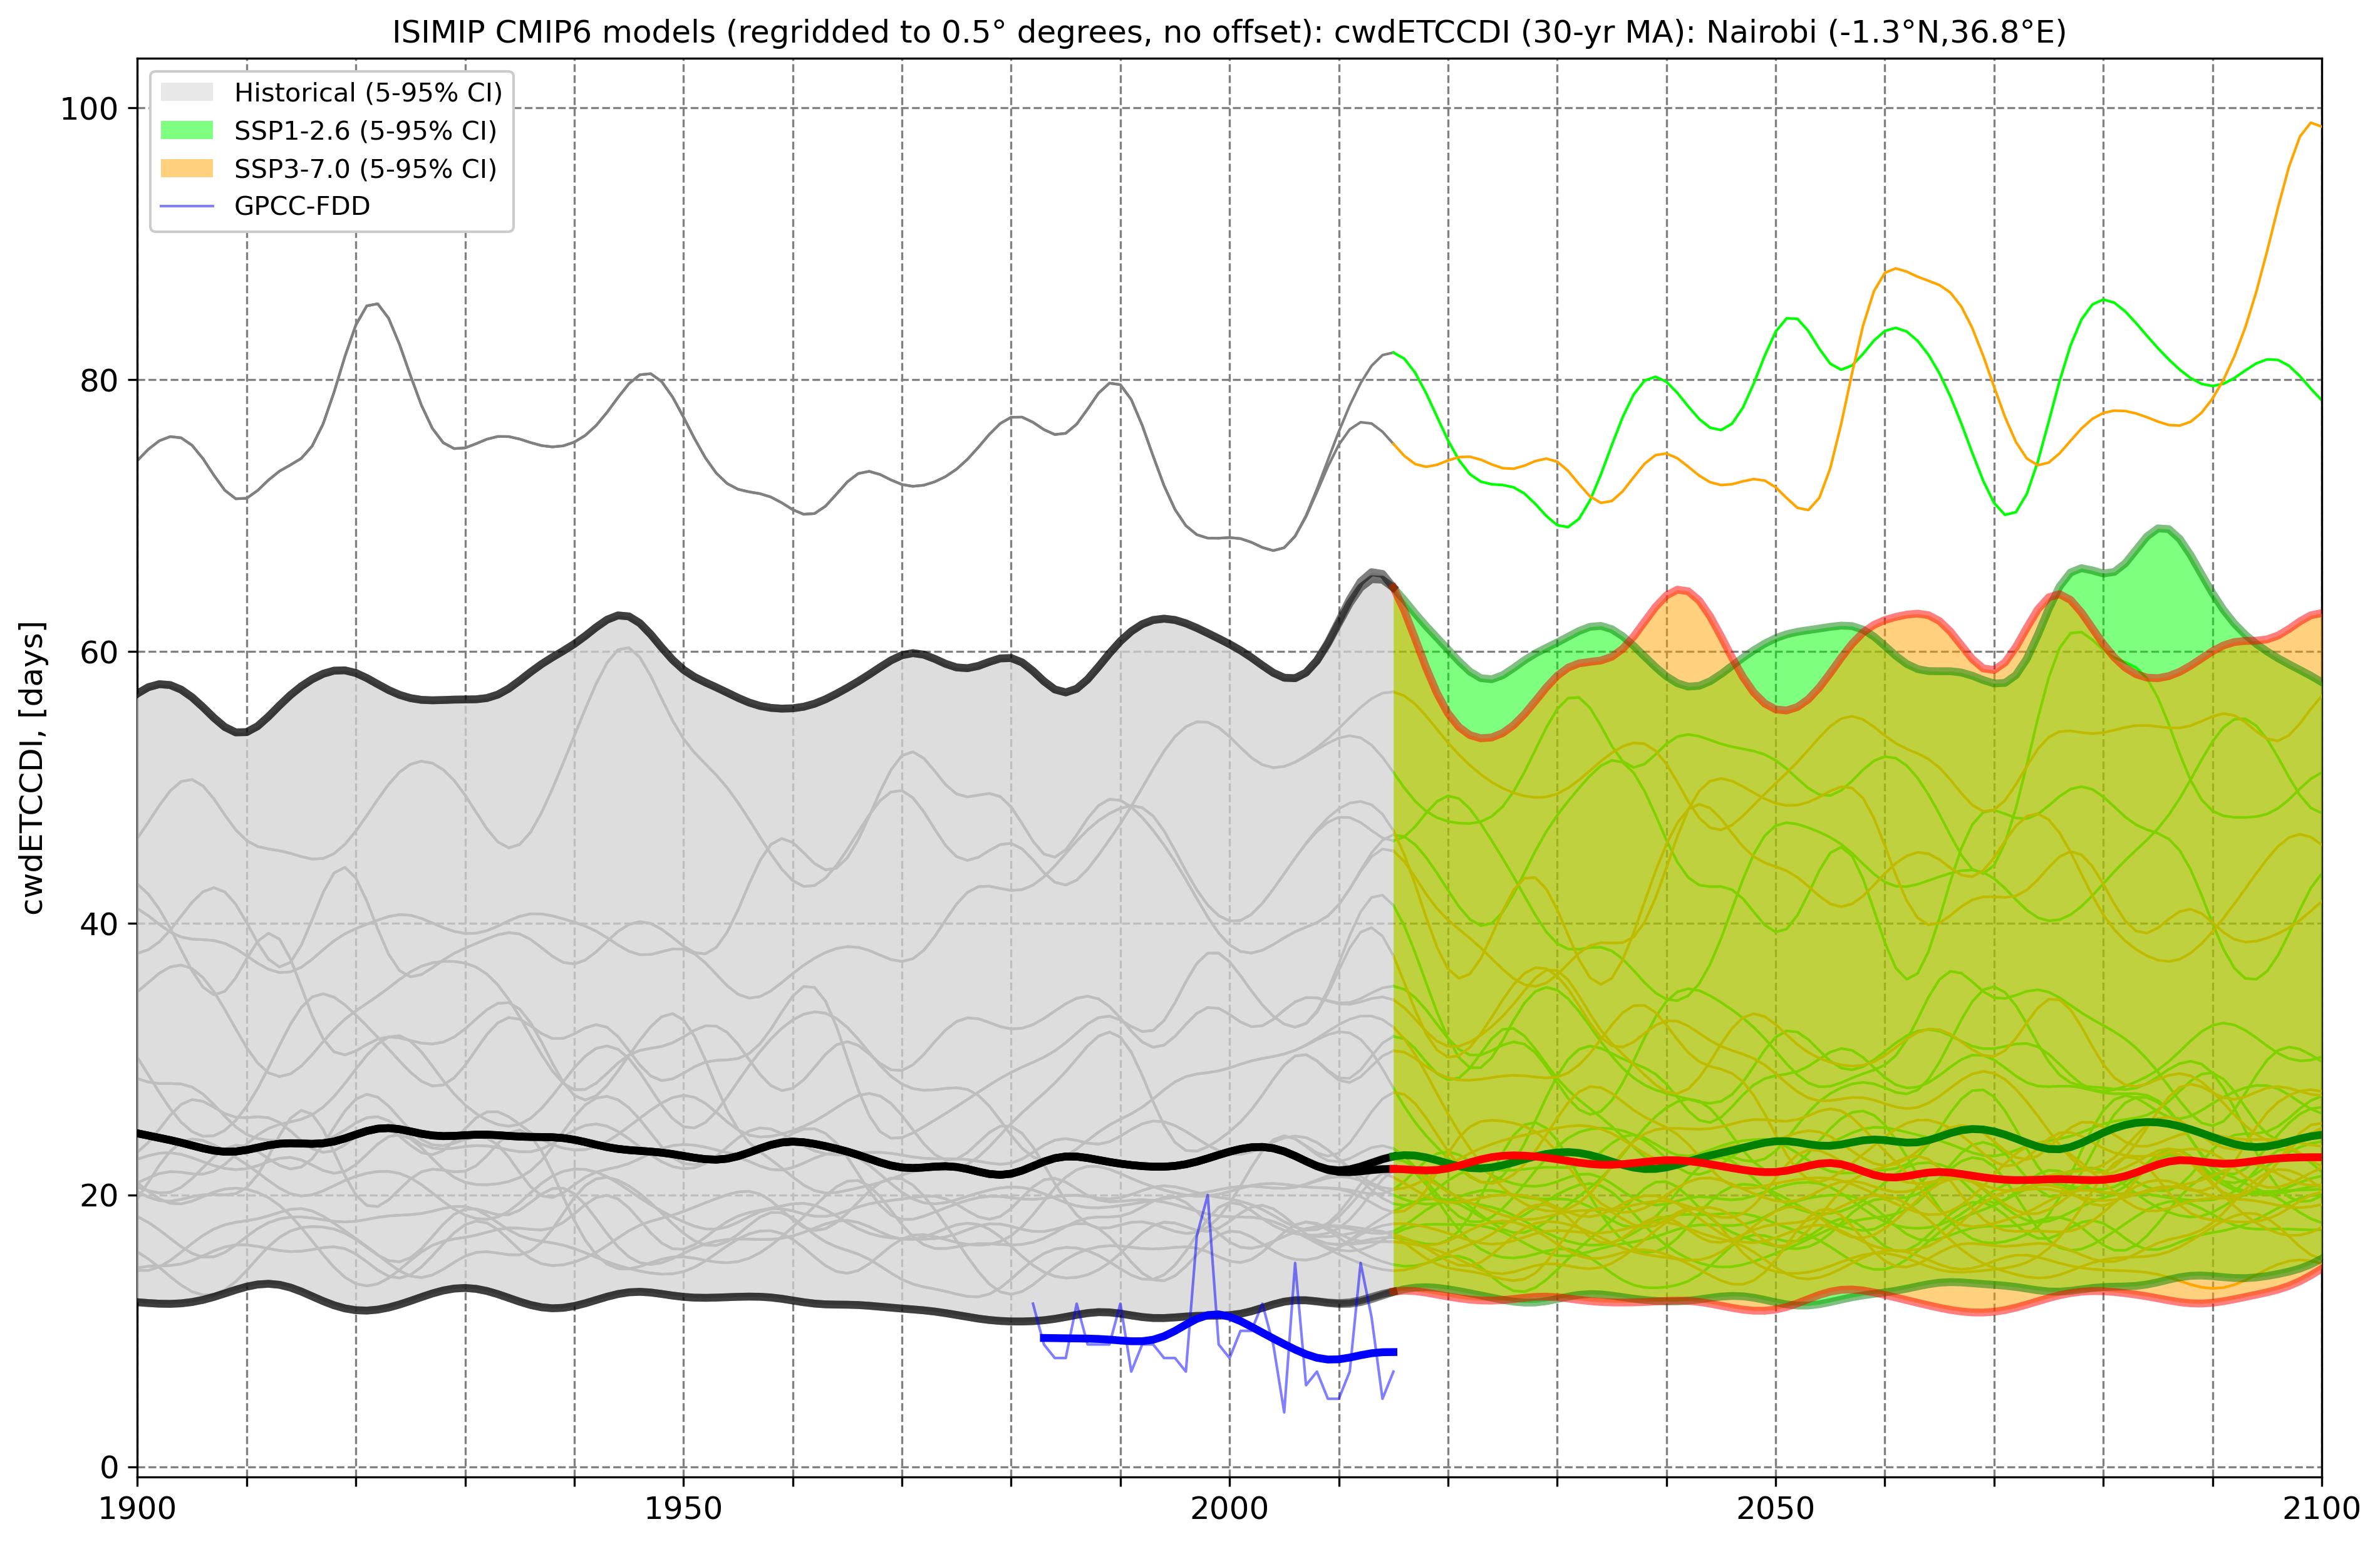 ISIMIP CMIP6 models (regridded to 0.5° degrees, no offset): cwdETCCDI (30-yr MA): Nairobi (-1.3°N,36.8°E)
Historical (5-95% CI)
SSP1-2.6 (5-95% CI)
SSP3-7.0 (5-95% CI)
GPCC-FDD
cwdETCCDI, [days]
100
80
60
40
20
0
1900
1950
2000
2050
2100